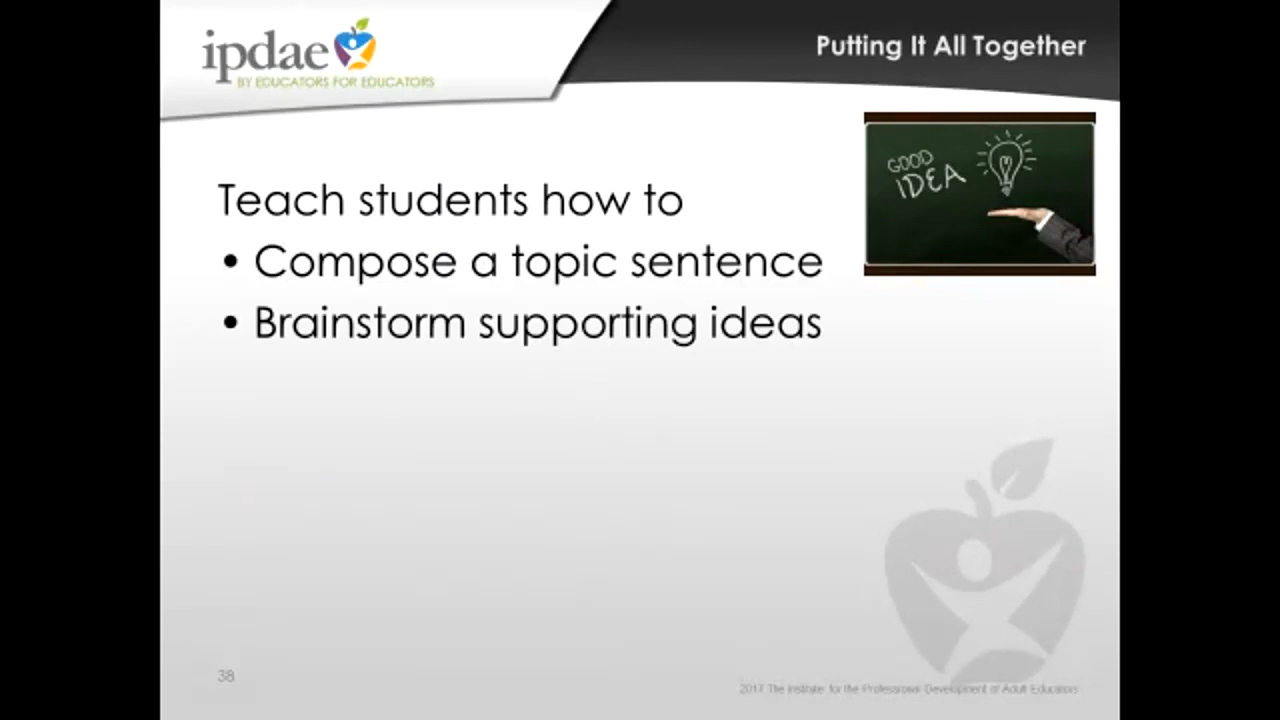 ipdae
BY EDUCATORS FOR EDUCATORS
Putting It All Together
GOOD
IDEA
Teach students how to
• Compose a topic sentence
• Brainstorm supporting ideas
38
2017 The Institute for the Professional Development of Adult Educators